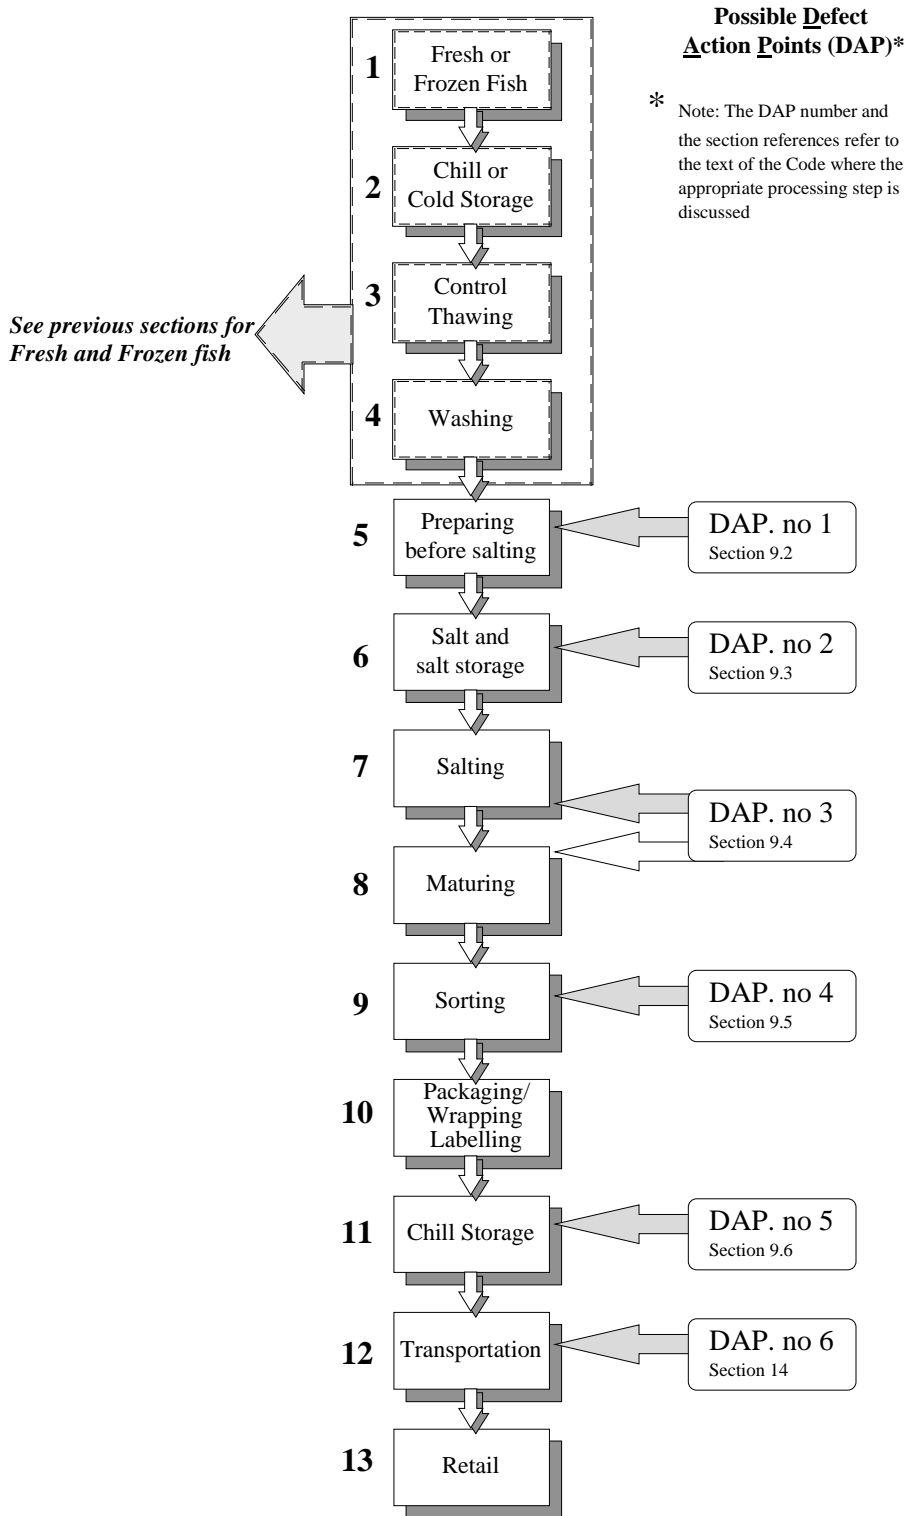 Possible Defect
Action Points (DAP)*
* Note: The DAP number and
the section references refer to
the text of the Code where the
appropriate processing step is
discussed
1
Fresh or
Frozen Fish
2
Chill or
Cold Storage
3
Control
Thawing
See previous sections for
Fresh and Frozen fish
4
Washing
5
Preparing
before salting
DAP. no 1
Section 9.2
6
Salt and
salt storage
DAP. no 2
Section 9.3
7
Salting
DAP. no 3
Section 9.4
8
Maturing
9
Sorting
DAP. no 4
Section 9.5
10
Packaging/
Wrapping
Labelling
11
Chill Storage
DAP. no 5
Section 9.6
12
Transportation
DAP. no 6
Section 14
13
Retail